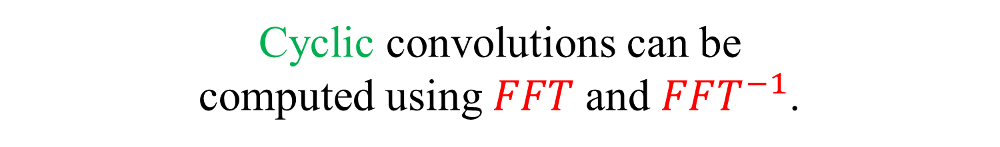 Cyclic convolutions can be
computed using FFT and FFT⁻¹.